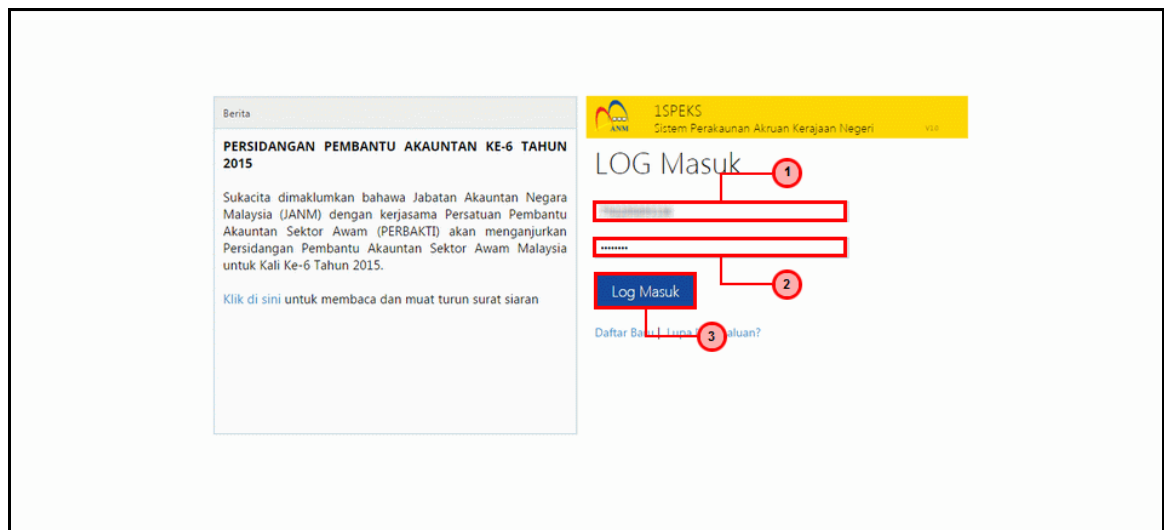 Berita
PERSIDANGAN PEMBANTU AKAUNTAN KE-6 TAHUN
2015
Sukacita dimaklumkan bahawa Jabatan Akauntan Negara
Malaysia (JANM) dengan kerjasama Persatuan Pembantu
Akauntan Sektor Awam (PERBAKTI) akan menganjurkan
Persidangan Pembantu Akauntan Sektor Awam Malaysia
untuk Kali Ke-6 Tahun 2015.
Klik di sini untuk membaca dan muat turun surat siaran
ANM
1SPEKS
Sistem Perakaunan Akruan Kerajaan Negeri
LOG Masuk
1
........
2
Log Masuk
Daftar | Lupa
3